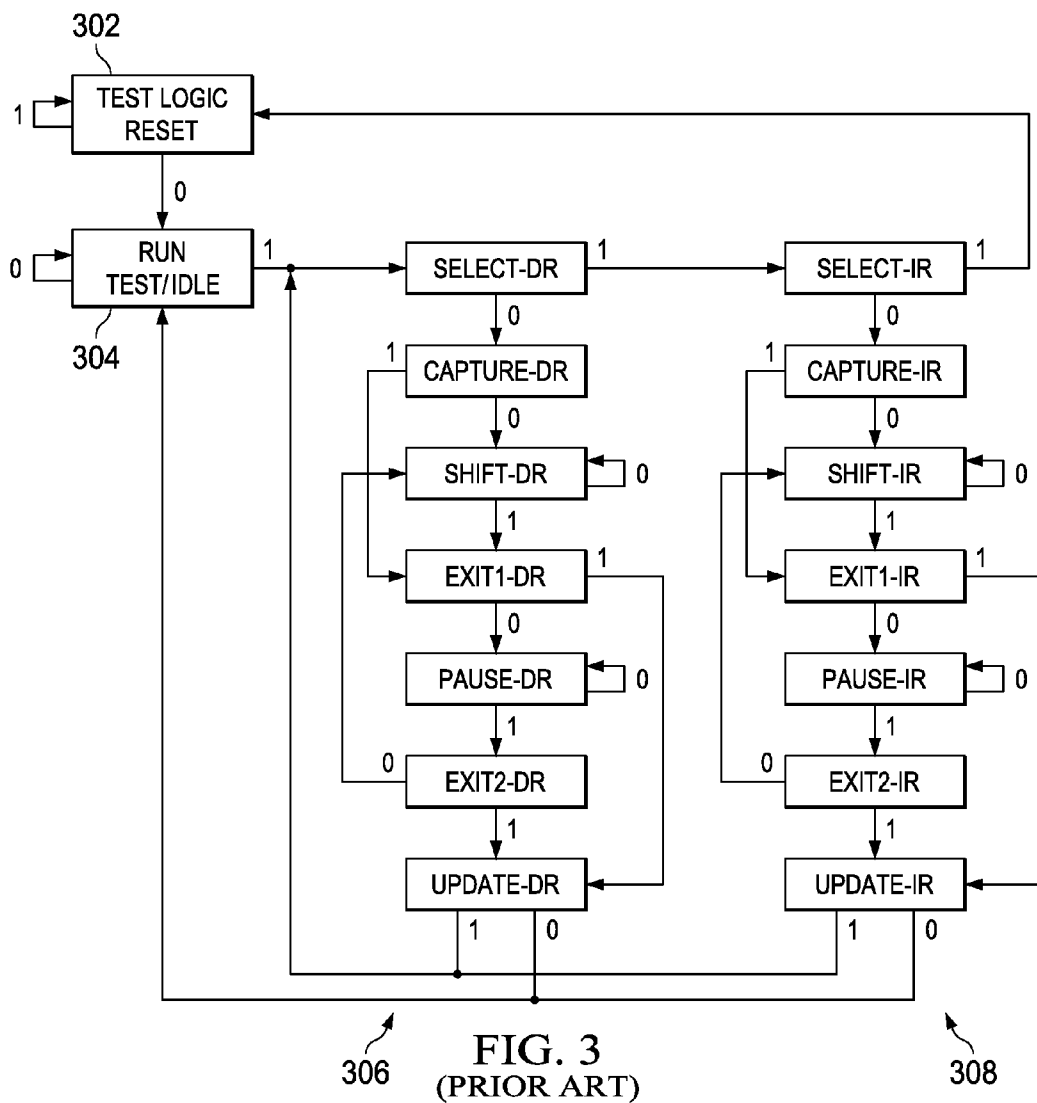 302
TEST LOGIC
RESET
1
0
RUN
TEST/IDLE
0
1
304
SELECT-DR
1
SELECT-IR
1
0
0
1
CAPTURE-DR
1
CAPTURE-IR
0
0
SHIFT-DR
0
SHIFT-IR
0
1
1
EXIT1-DR
1
EXIT1-IR
1
0
0
PAUSE-DR
0
PAUSE-IR
0
1
1
0
EXIT2-DR
0
EXIT2-IR
1
1
UPDATE-DR
UPDATE-IR
1
0
1
0
306
FIG. 3
(PRIOR ART)
308